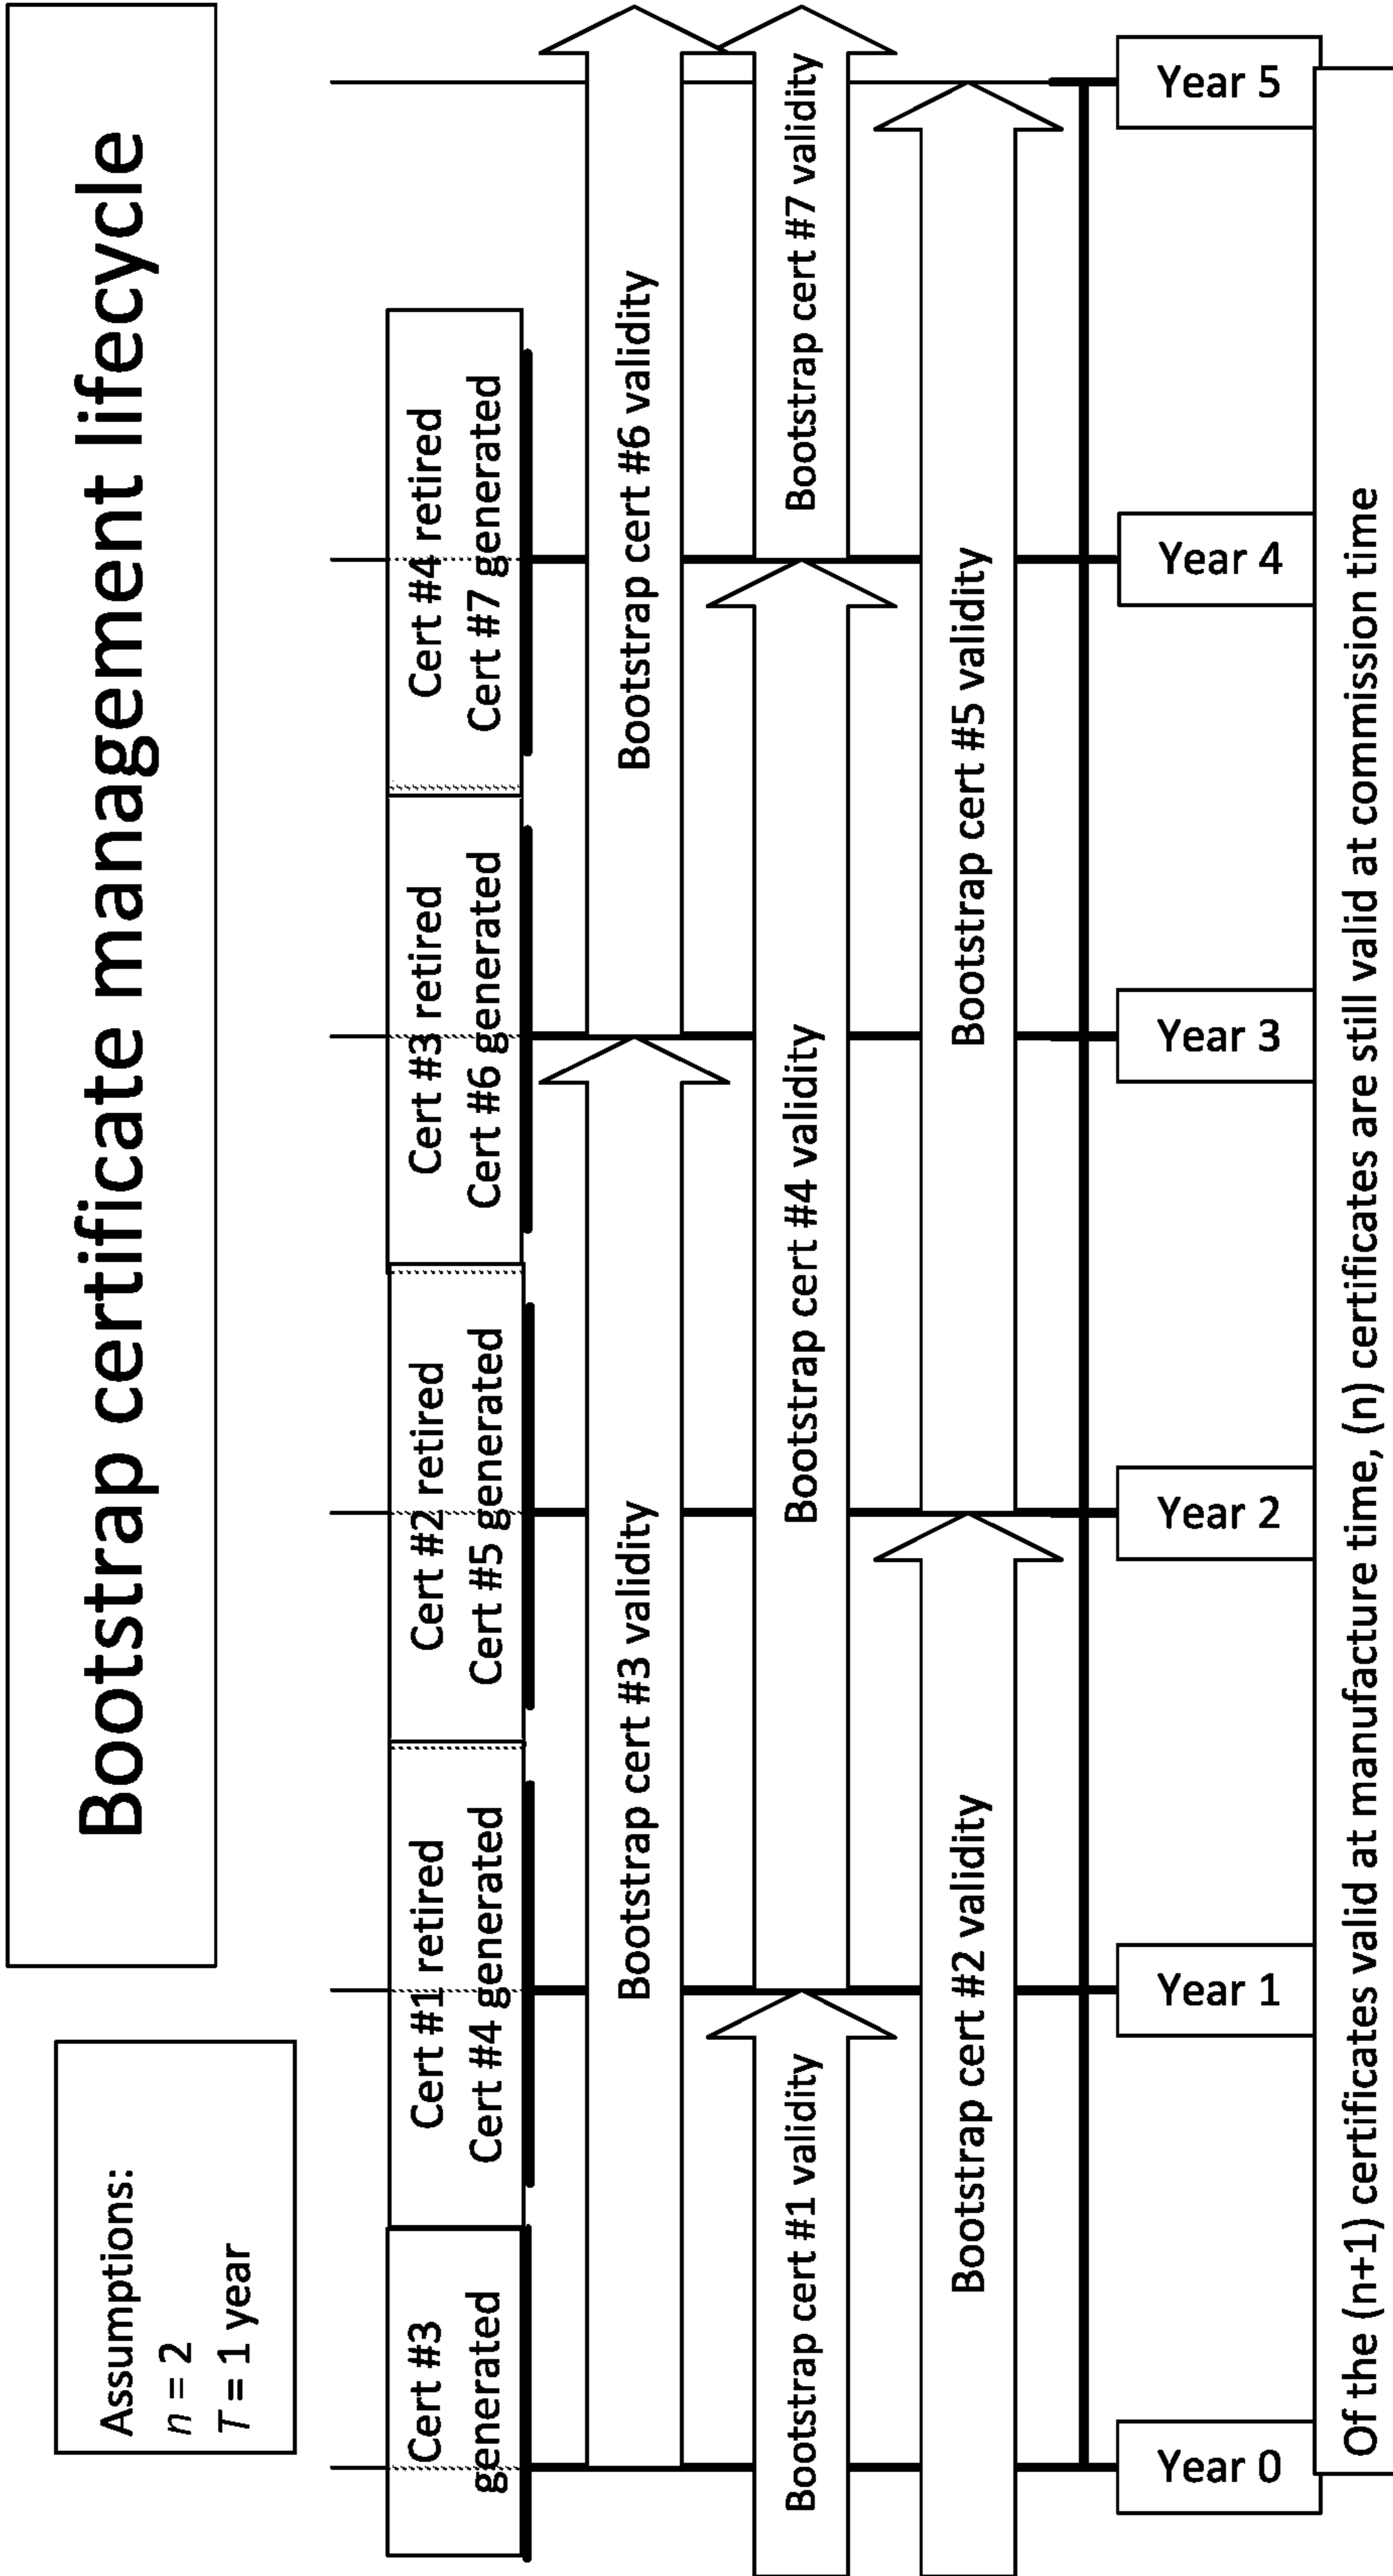 Bootstrap certificate management lifecycle
Assumptions:
n = 2
T = 1 year
Cert #3
generated
Cert #1 retired
Cert #4 generated
Cert #2 retired
Cert #5 generated
Cert #3 retired
Cert #6 generated
Cert #4 retired
Cert #7 generated
Bootstrap cert #3 validity
Bootstrap cert #6 validity
Bootstrap cert #1 validity
Bootstrap cert #4 validity
Bootstrap cert #7 validity
Bootstrap cert #2 validity
Bootstrap cert #5 validity
Year 0
Year 1
Year 2
Year 3
Year 4
Year 5
Of the (n+1) certificates valid at manufacture time, (n) certificates are still valid at commission time